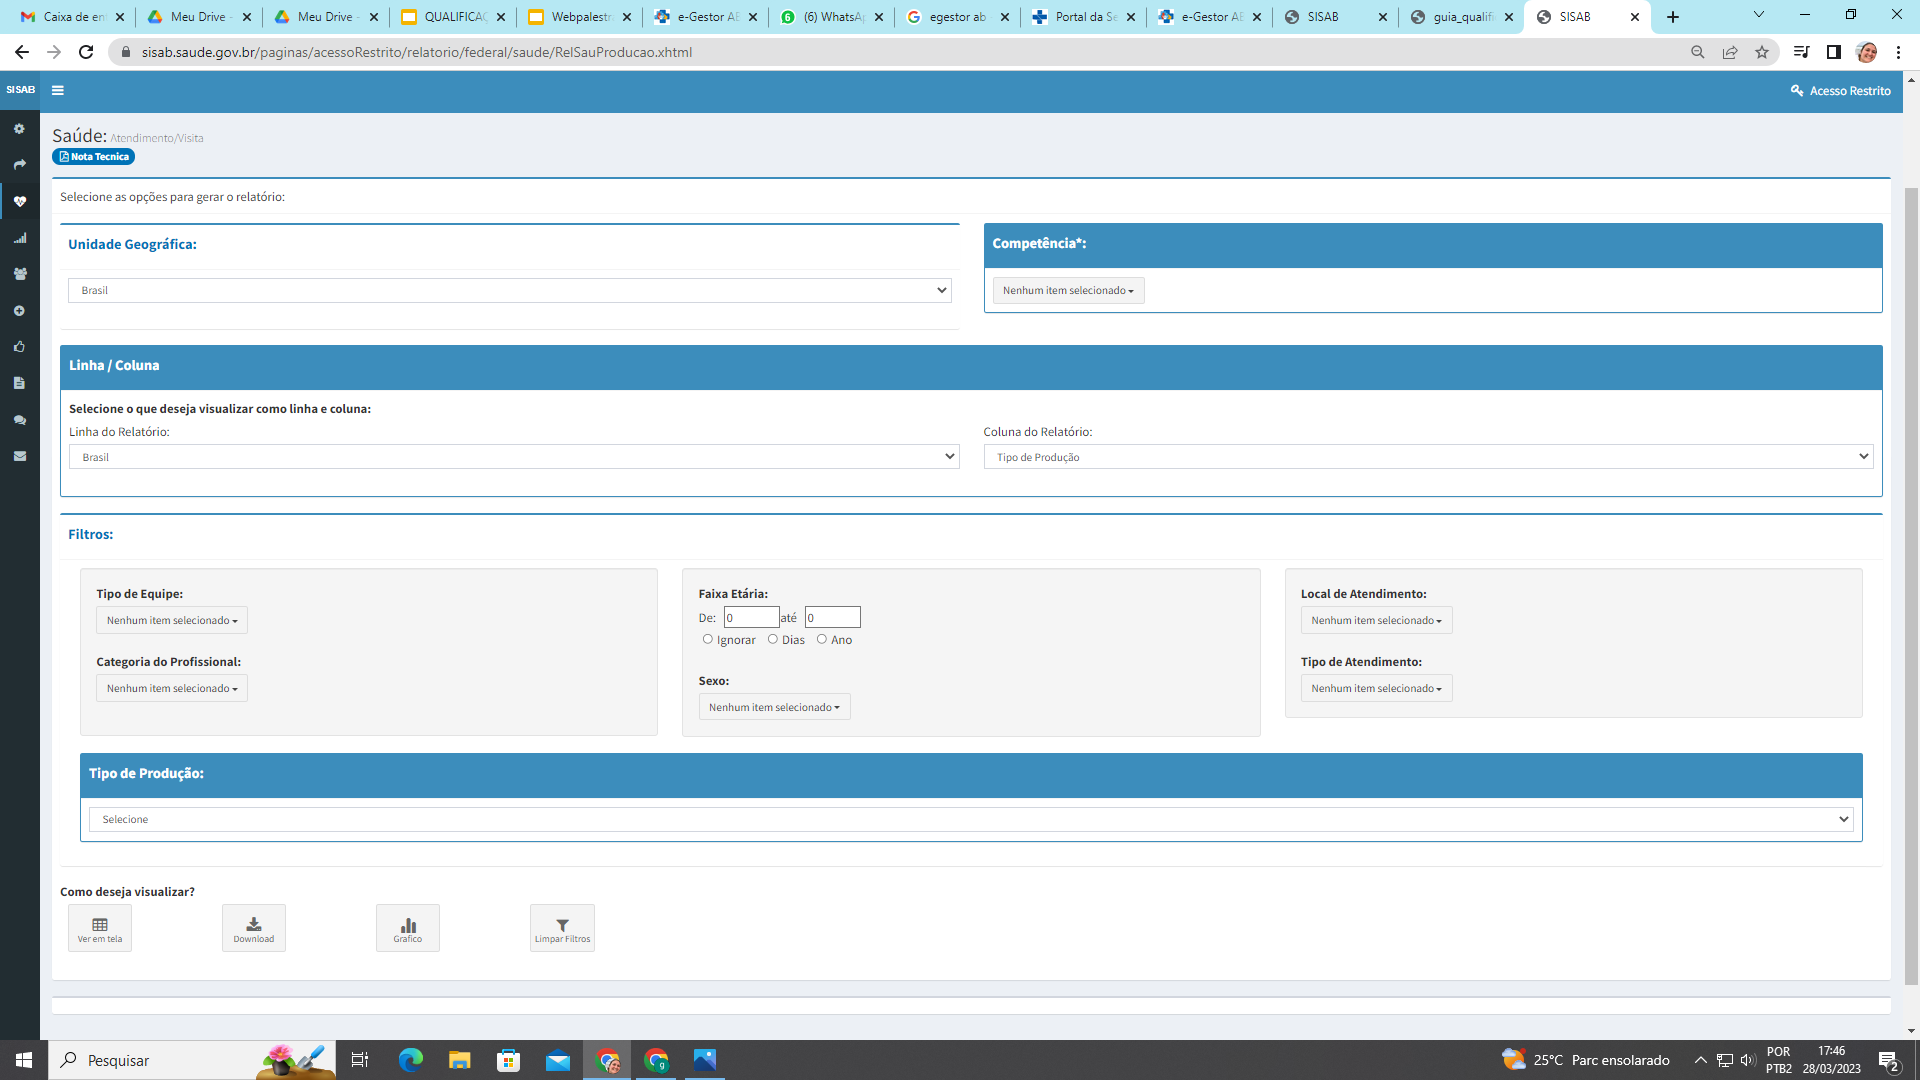 Caixa de en
Meu Drive -
Meu Drive -
QUALIFICAÇ
Webpalestr
e-Gestor AB
(6) WhatsAp
egestor ab
Portal da Se
e-Gestor AB
SISAB
guia_qualifi
SISAB
sisab.saude.gov.br/paginas/acessoRestrito/relatorio/federal/saude/RelSauProducao.xhtml
SISAB
Acesso Restrito
Saúde: Atendimento/Visita
Nota Tecnica
Selecione as opções para gerar o relatório:
Unidade Geográfica:
Brasil
Competência*:
Nenhum item selecionado
Linha / Coluna
Selecione o que deseja visualizar como linha e coluna:
Linha do Relatório:
Brasil
Coluna do Relatório:
Tipo de Produção
Filtros:
Tipo de Equipe:
Nenhum item selecionado
Categoria do Profissional:
Nenhum item selecionado
Faixa Etária:
De: 0 até 0
Ignorar Dias Ano
Sexo:
Nenhum item selecionado
Local de Atendimento:
Nenhum item selecionado
Tipo de Atendimento:
Nenhum item selecionado
Tipo de Produção:
Selecione
Como deseja visualizar?
Ver em tela
Download
Grafico
Limpar Filtros
Pesquisar
25°C Parc ensolarado
POR
PTB2
17:46
28/03/2023
2